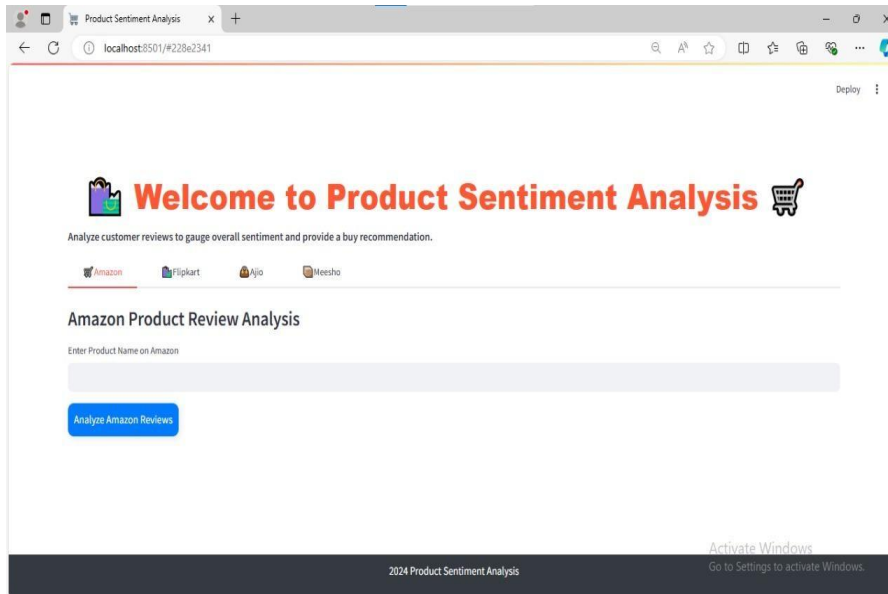 Product Sentiment Analysis
localhost:8501/#228e2341
Deploy
Welcome to Product Sentiment Analysis
Analyze customer reviews to gauge overall sentiment and provide a buy recommendation.
Amazon Flipkart Ajio Meesho
Amazon Product Review Analysis
Enter Product Name on Amazon
Analyze Amazon Reviews
Activate Windows
Go to Settings to activate Windows.
2024 Product Sentiment Analysis